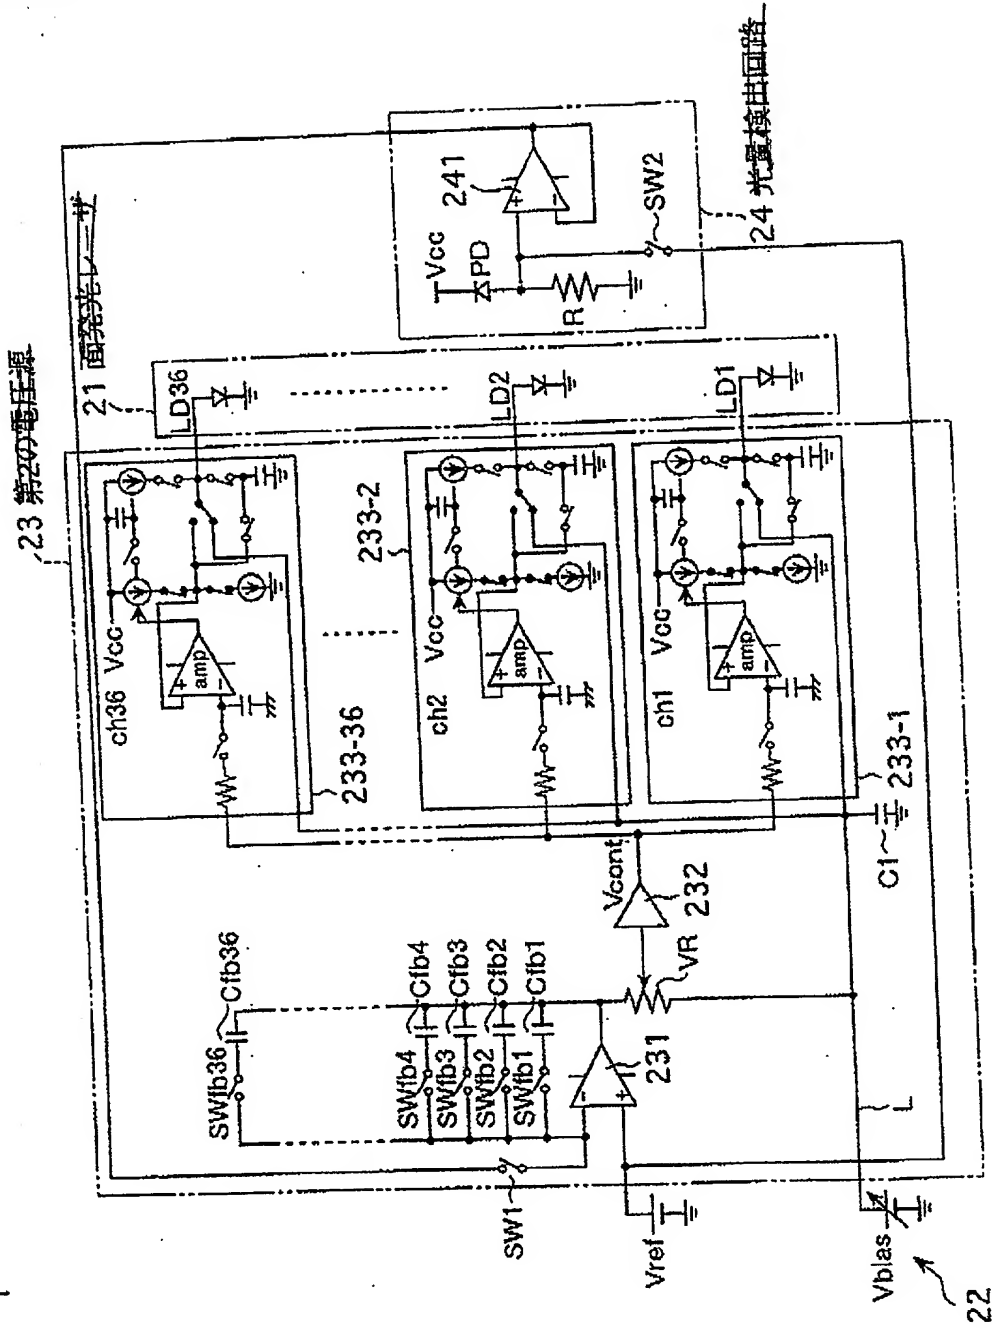 23 第2の電圧源
21 面発光レーザ
24 光量検出回路
LD36
LD2
LD1
Vcc
PD
R
241
+
−
SW2
ch36
Vcc
amp
+
−
233-36
ch2
Vcc
amp
+
−
233-2
ch1
Vcc
amp
+
−
233-1
SWfb36
Cfb36
SWfb4
Cfb4
SWfb3
Cfb3
SWfb2
Cfb2
SWfb1
Cfb1
Vcont
232
VR
231
−
+
C1
SW1
Vref
L
Vbias
22